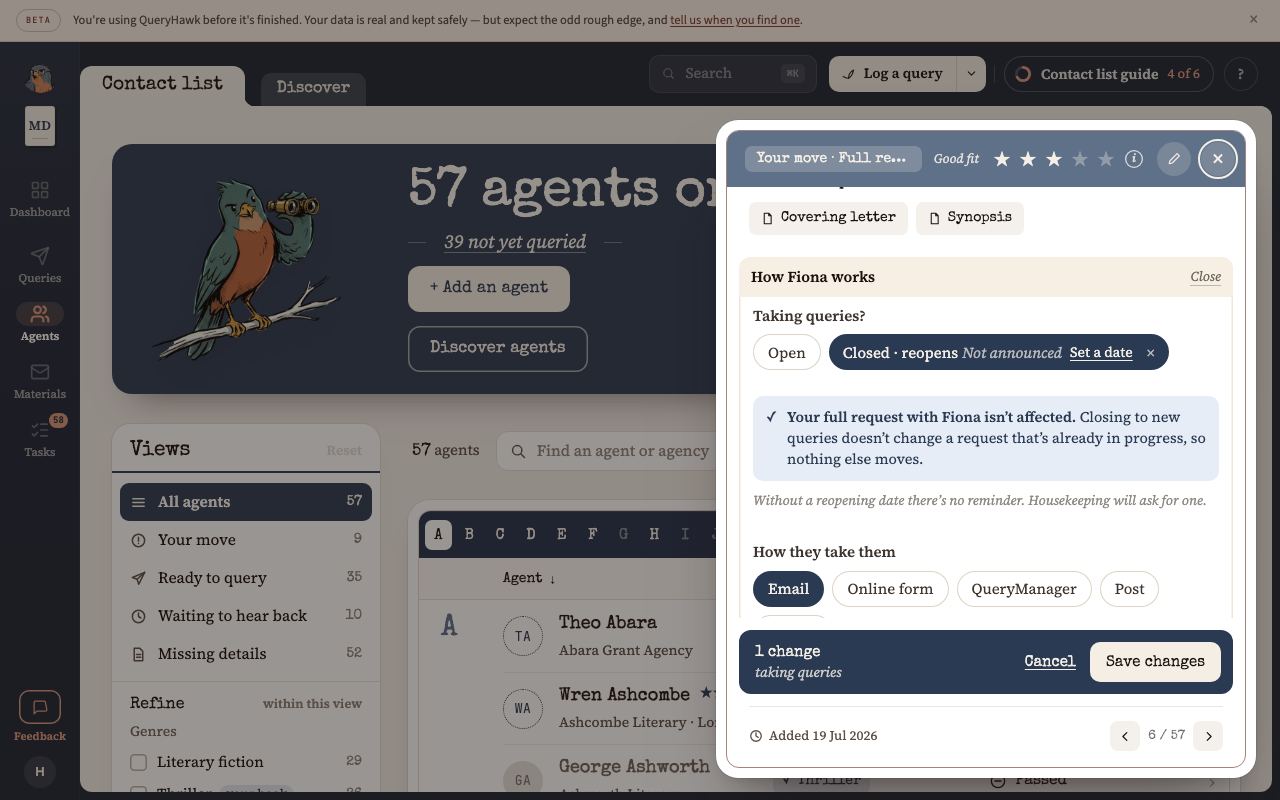 BETA
You're using QueryHawk before it's finished. Your data is real and kept safely — but expect the odd rough edge, and tell us when you find one.
×
MD
Dashboard
Queries
Agents
Materials
58
Tasks
Feedback
H
Contact list
Discover
Search
⌘K
Log a query
Contact list guide 4 of 6
?
57 agents or
39 not yet queried
+ Add an agent
Discover agents
Views
Reset
All agents 57
Your move 9
Ready to query 35
Waiting to hear back 10
Missing details 52
Refine
within this view
Genres
Literary fiction 29
57 agents
Find an agent or agency
A B C D E F G H I
Agent ↓
A
TA
Theo Abara
Abara Grant Agency
WA
Wren Ashcombe
Ashcombe Literary · Lo
GA
George Ashworth
Thriller
Passed
Your move · Full re...
Good fit
Covering letter
Synopsis
How Fiona works
Close
Taking queries?
Open
Closed · reopens Not announced Set a date ×
✓ Your full request with Fiona isn't affected. Closing to new
queries doesn't change a request that's already in progress, so
nothing else moves.
Without a reopening date there's no reminder. Housekeeping will ask for one.
How they take them
Email
Online form
QueryManager
Post
1 change
taking queries
Cancel
Save changes
Added 19 Jul 2026
6 / 57